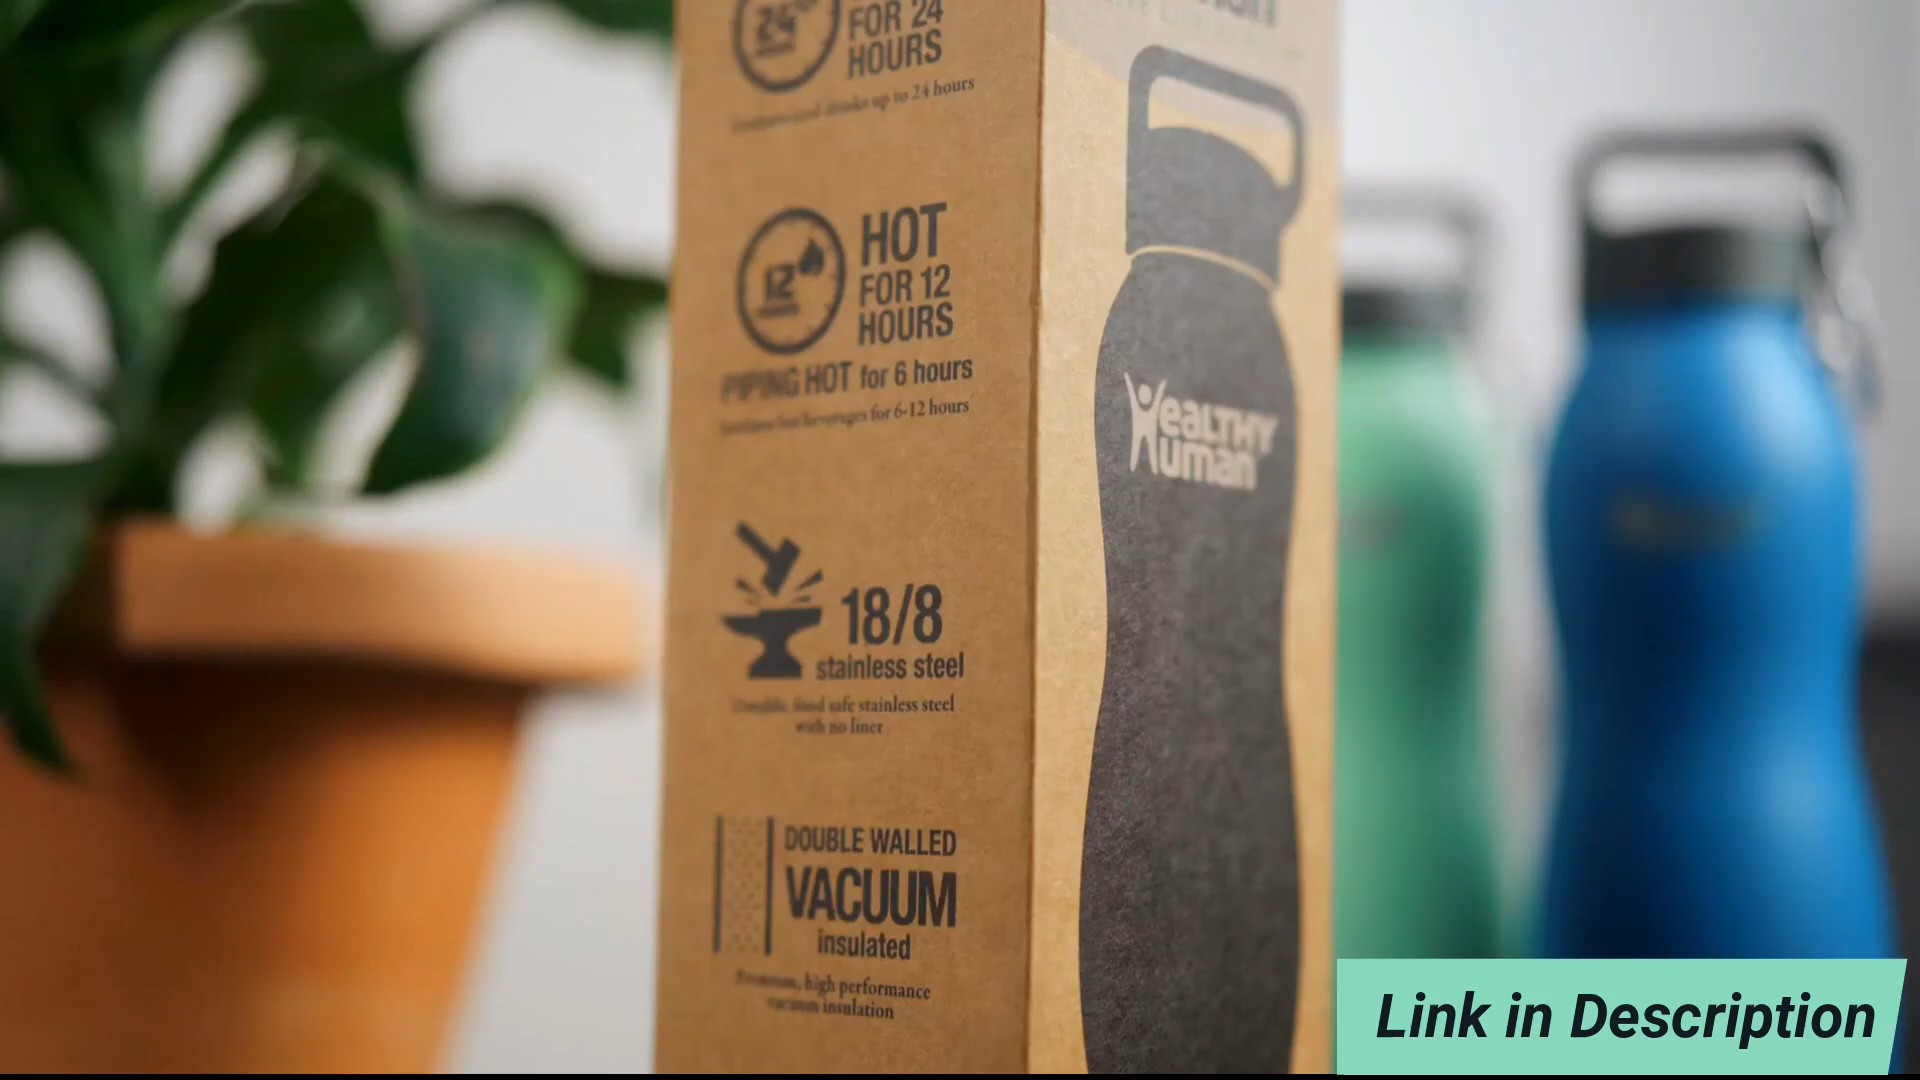 24
FOR 24
HOURS
drinks up to 24 hours
12
HOT
FOR 12
HOURS
PIPING HOT for 6 hours
hot beverages for 6-12 hours
18/8
stainless steel
Durable, food safe stainless steel
with no liner
DOUBLE WALLED
VACUUM
insulated
Premium, high performance
vacuum insulation
HEALTHY
Human
Link in Description